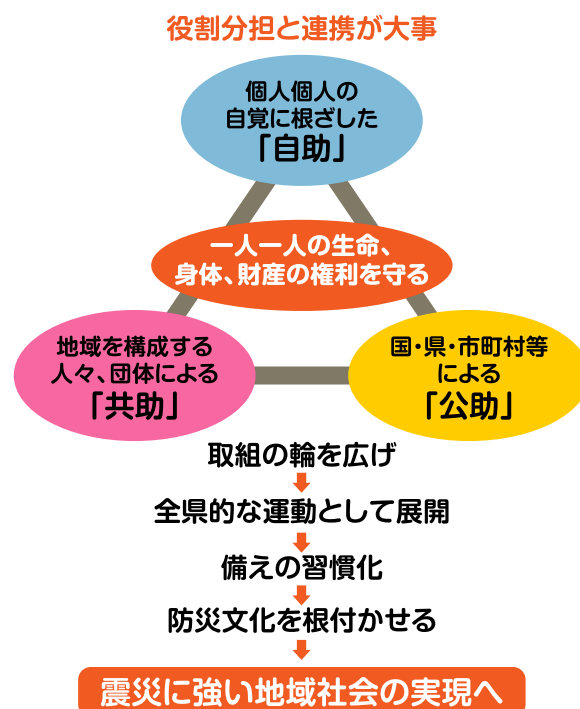 役割分担と連携が大事
個人個人の
自覚に根ざした
「自助」
一人一人の生命、
身体、財産の権利を守る
地域を構成する
人々、団体による
「共助」
国・県・市町村等
による
「公助」
取組の輪を広げ
全県的な運動として展開
備えの習慣化
防災文化を根付かせる
震災に強い地域社会の実現へ